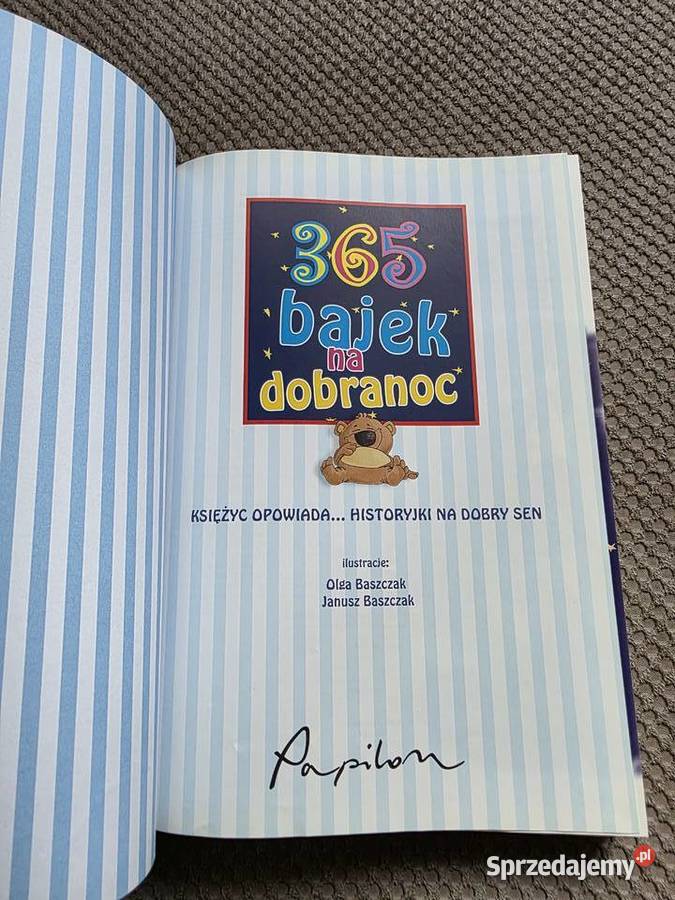 365
bajek
na
dobranoc
KSIĘŻYC OPOWIADA... HISTORYJKI NA DOBRY SEN
ilustracje:
Olga Baszczak
Janusz Baszczak
Papilon
Sprzedajemy.pl